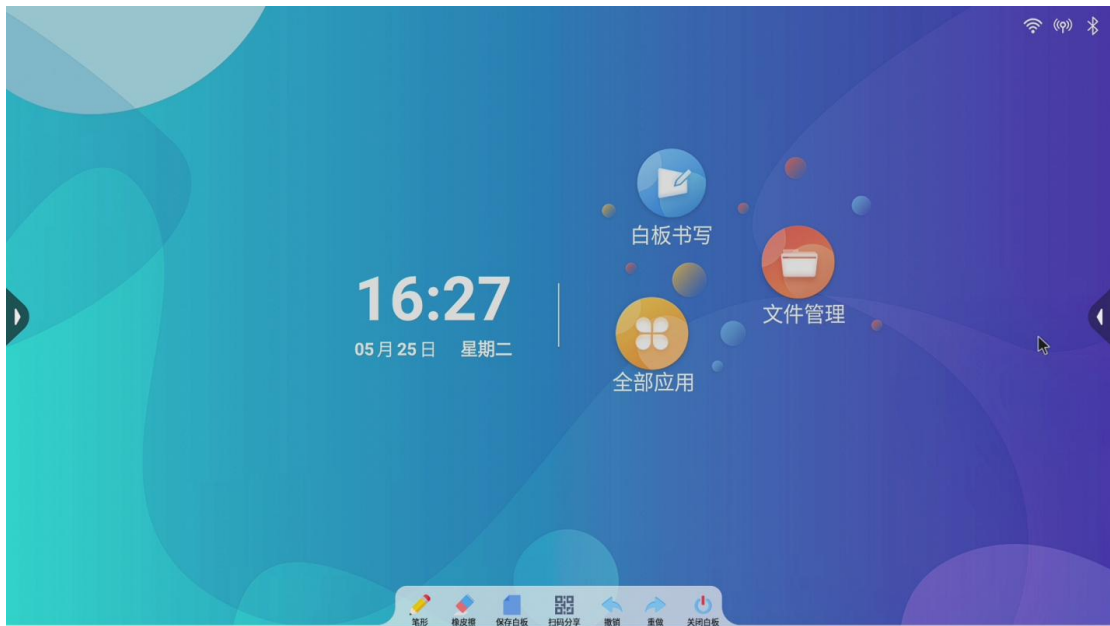 白板书写
文件管理
全部应用
16:27
05月25日 星期二
笔形 橡皮擦 保存白板 扫码分享 撤销 重做 关闭白板